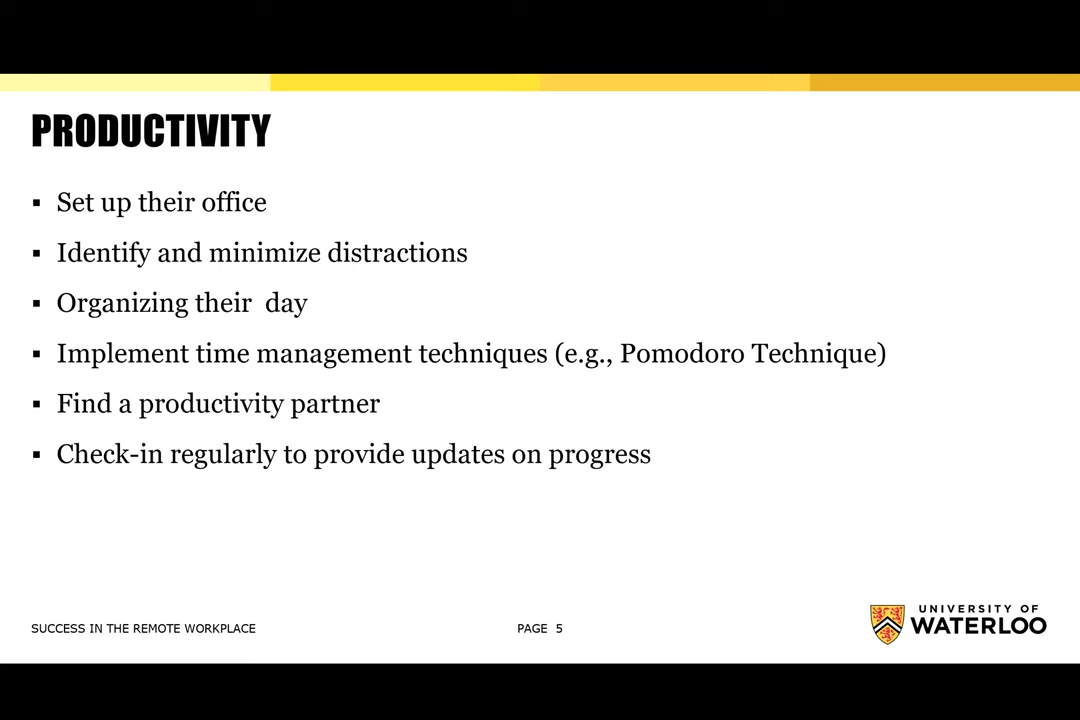 PRODUCTIVITY
▪ Set up their office
▪ Identify and minimize distractions
▪ Organizing their  day
▪ Implement time management techniques (e.g., Pomodoro Technique)
▪ Find a productivity partner
▪ Check-in regularly to provide updates on progress
SUCCESS IN THE REMOTE WORKPLACE
PAGE 5
UNIVERSITY OF
WATERLOO